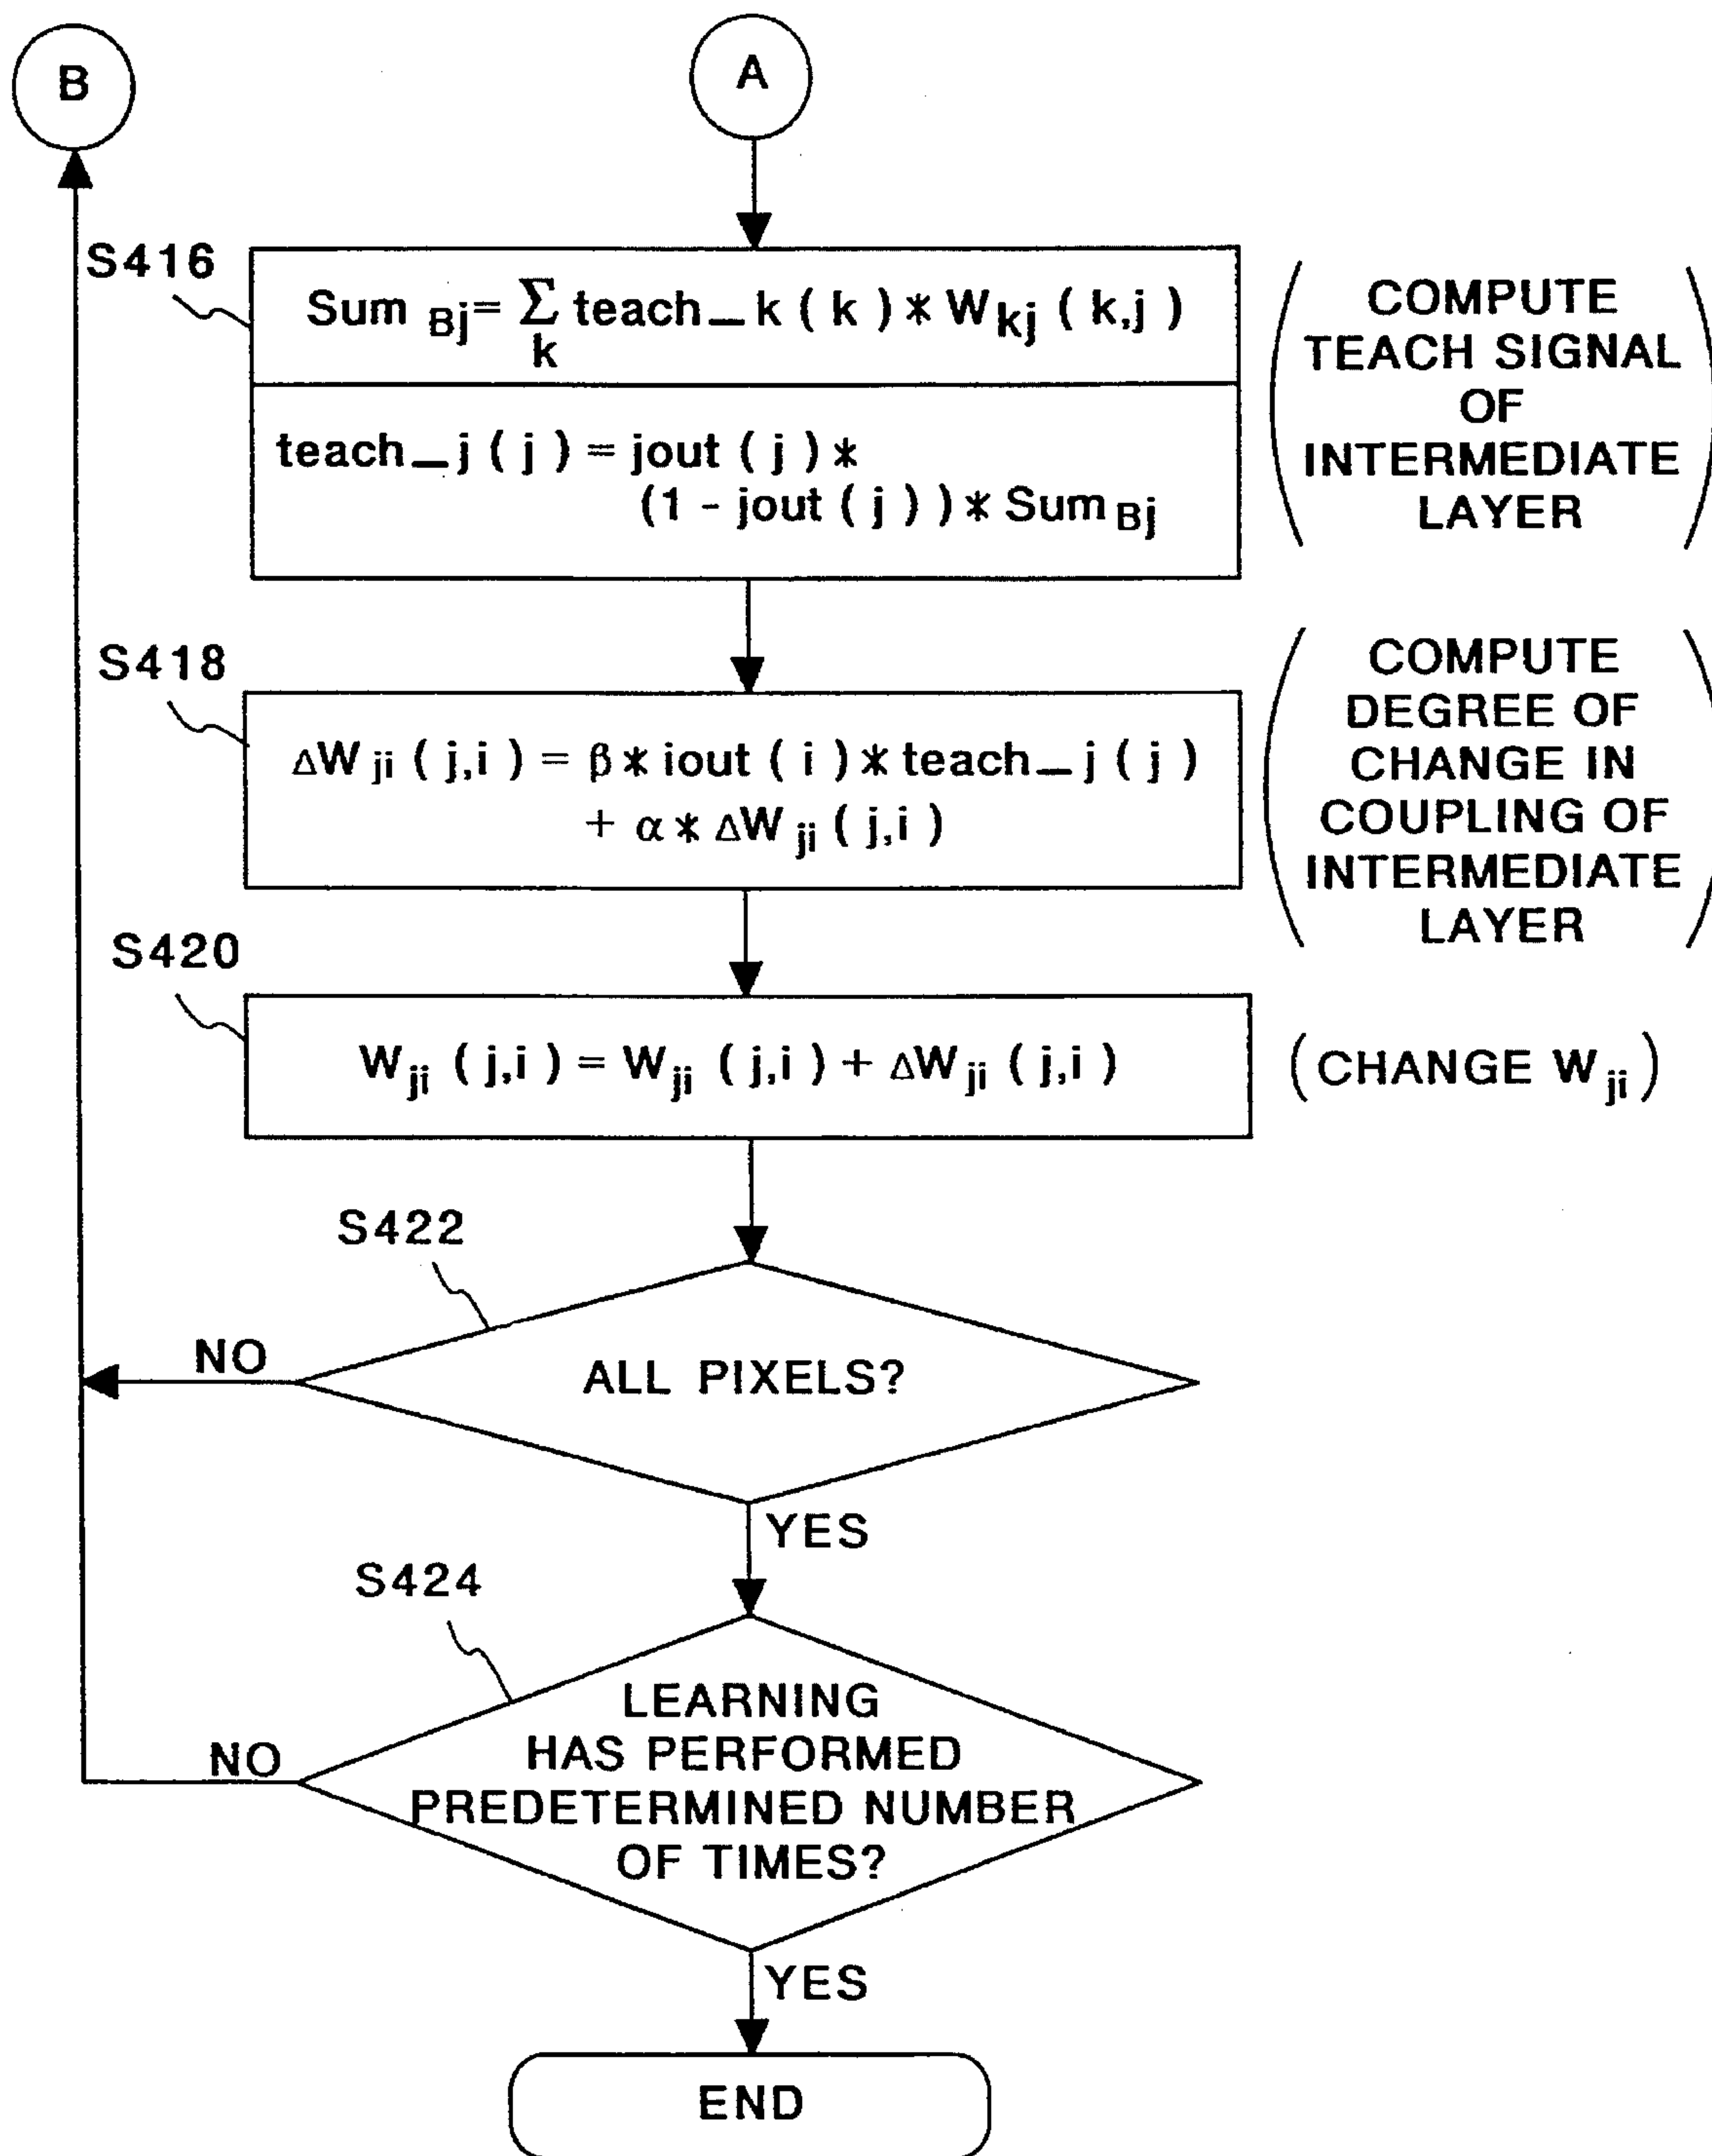 B
A
S416
Sum Bj = Σ teach_k ( k ) * Wkj ( k,j )
k
teach_j ( j ) = jout ( j ) *
(1 - jout ( j ) ) * Sum Bj
( COMPUTE
TEACH SIGNAL
OF
INTERMEDIATE
LAYER )
S418
ΔW ji ( j,i ) = β * iout ( i ) * teach_j ( j )
+ α * ΔW ji ( j,i )
( COMPUTE
DEGREE OF
CHANGE IN
COUPLING OF
INTERMEDIATE
LAYER )
S420
W ji ( j,i ) = W ji ( j,i ) + ΔW ji ( j,i )
( CHANGE W ji )
S422
NO
ALL PIXELS?
YES
S424
NO
LEARNING
HAS PERFORMED
PREDETERMINED NUMBER
OF TIMES?
YES
END